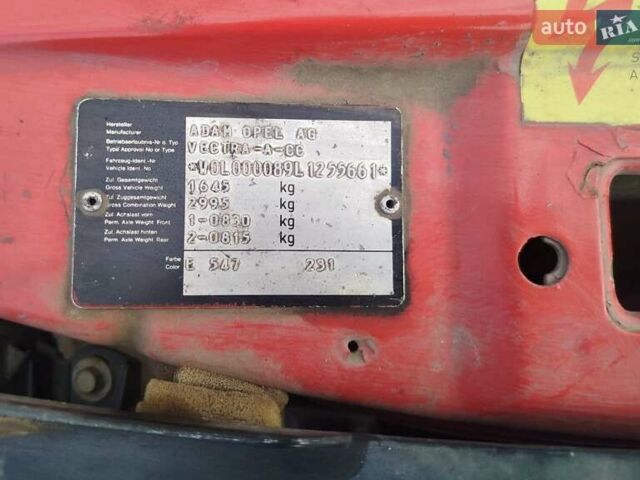 auto RIA
.com
S
A
Hersteller
Manufacturer
ADAM OPEL AG
Betriebserlaubnis-Nr o. Typ
Type Approval No or Type
VECTRA-A-CC
Fahrzeug-Ident.-Nr
Vehicle Ident. No
*W0L000089L1255661*
Zul. Gesamtgewicht
Gross Vehicle Weight
1645 kg
Zul. Zuggesamtgewicht
Gross Combination Weight
2995 kg
Zul. Achslast vorn
Perm. Axle Weight Front
1-0830 kg
Zul. Achslast hinten
Perm. Axle Weight Rear
2-0815 kg
Farbe
Color
E 547 231